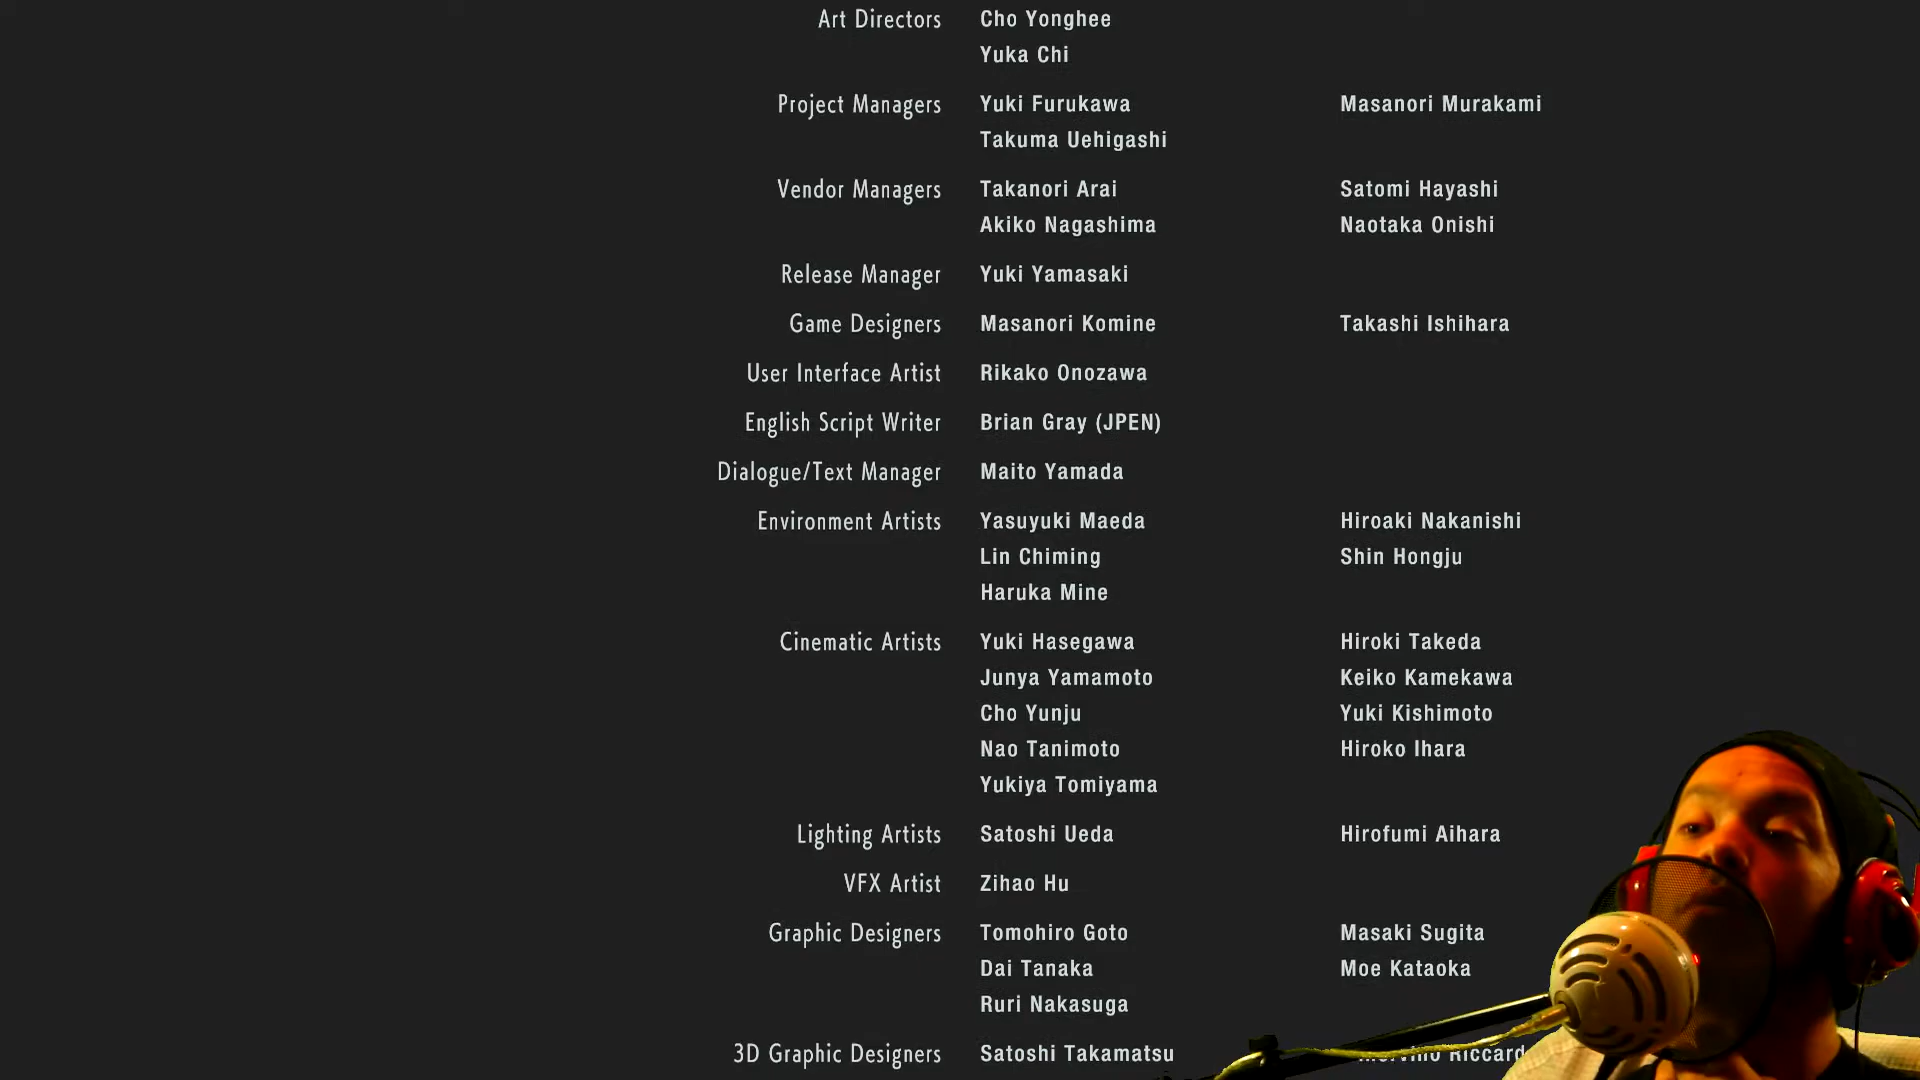 Art Directors Cho Yonghee
Yuka Chi
Project Managers Yuki Furukawa Masanori Murakami
Takuma Uehigashi
Vendor Managers Takanori Arai Satomi Hayashi
Akiko Nagashima Naotaka Onishi
Release Manager Yuki Yamasaki
Game Designers Masanori Komine Takashi Ishihara
User Interface Artist Rikako Onozawa
English Script Writer Brian Gray (JPEN)
Dialogue/Text Manager Maito Yamada
Environment Artists Yasuyuki Maeda Hiroaki Nakanishi
Lin Chiming Shin Hongju
Haruka Mine
Cinematic Artists Yuki Hasegawa Hiroki Takeda
Junya Yamamoto Keiko Kamekawa
Cho Yunju Yuki Kishimoto
Nao Tanimoto Hiroko Ihara
Yukiya Tomiyama
Lighting Artists Satoshi Ueda Hirofumi Aihara
VFX Artist Zihao Hu
Graphic Designers Tomohiro Goto Masaki Sugita
Dai Tanaka Moe Kataoka
Ruri Nakasuga
3D Graphic Designers Satoshi Takamatsu